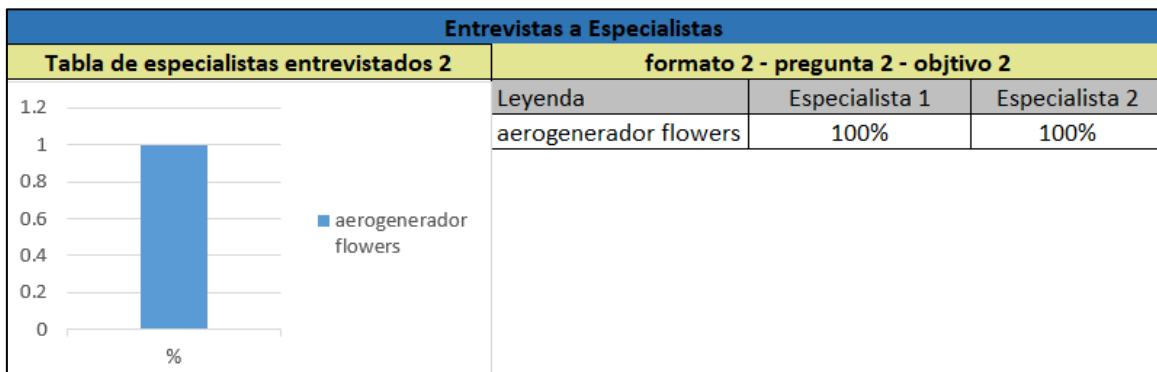 Entrevistas a Especialistas
Tabla de especialistas entrevistados 2
formato 2 - pregunta 2 - objtivo 2
1.2
1
0.8
0.6
0.4
0.2
0
%
aerogenerador
flowers
Leyenda Especialista 1 Especialista 2
aerogenerador flowers 100% 100%